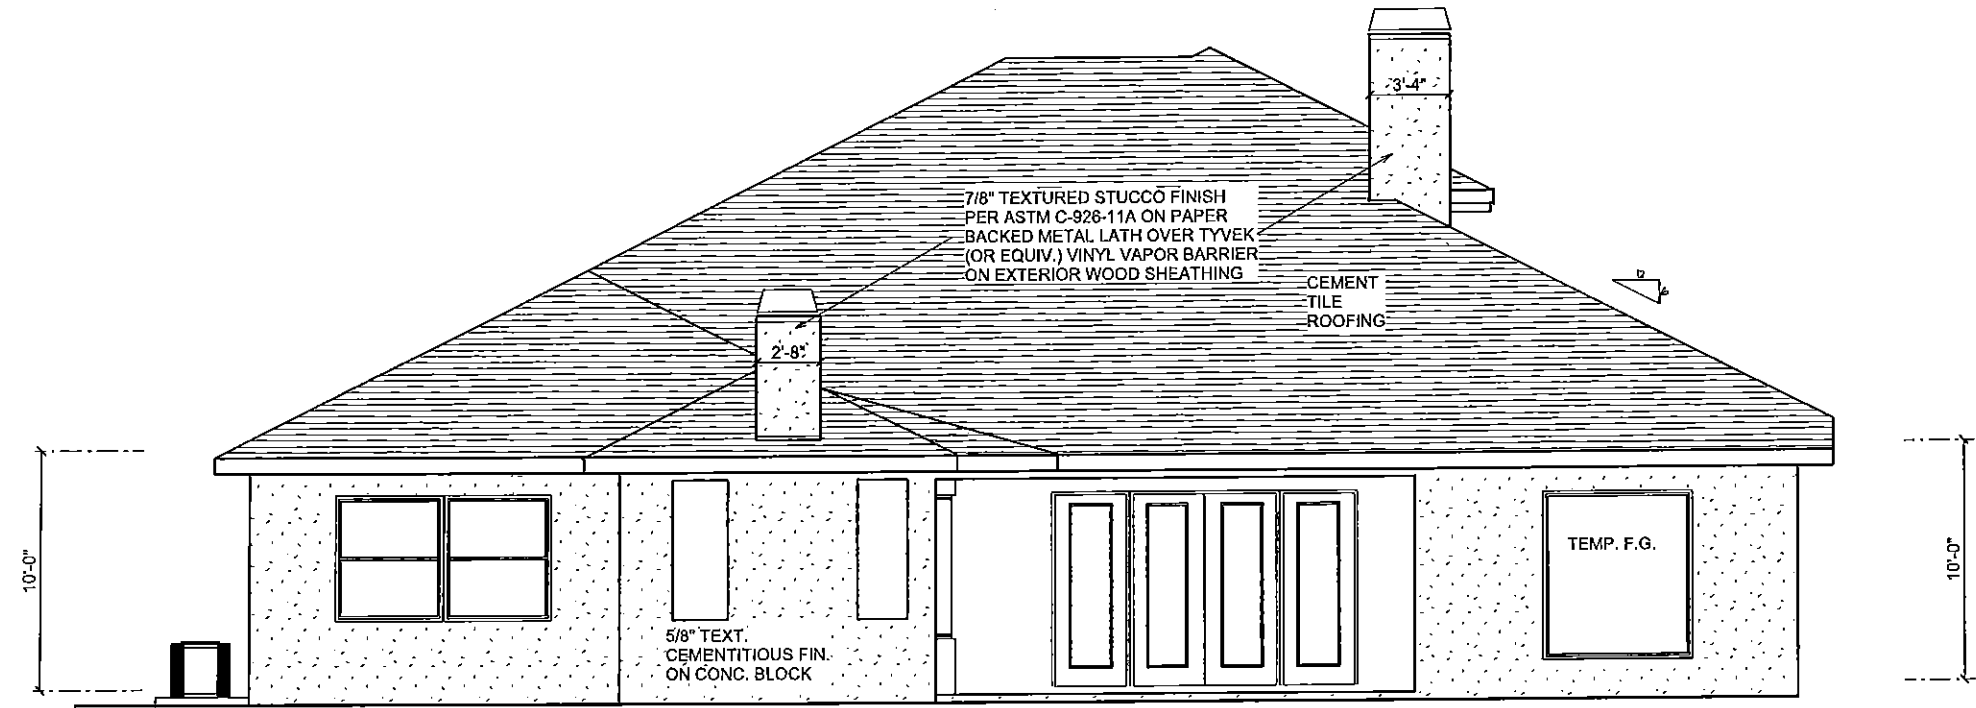 3'-4"
7/8" TEXTURED STUCCO FINISH
PER ASTM C-926-11A ON PAPER
BACKED METAL LATH OVER TYVEK
(OR EQUIV.) VINYL VAPOR BARRIER
ON EXTERIOR WOOD SHEATHING
CEMENT
TILE
ROOFING
12
6
2'-8"
10'-0"
10'-0"
TEMP. F.G.
5/8" TEXT.
CEMENTITIOUS FIN.
ON CONC. BLOCK